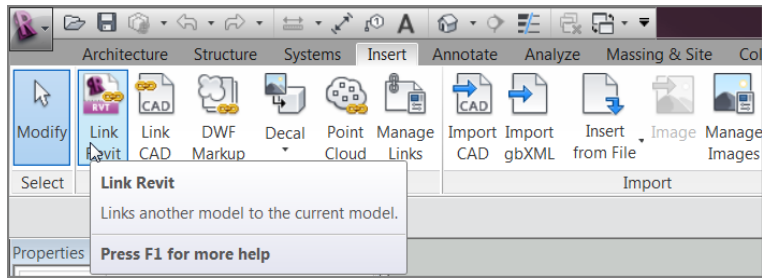 Architecture Structure Systems Insert Annotate Analyze Massing & Site Col
RVT CAD CAD
Modify Link Link DWF Decal Point Manage Import Import Insert Image Manage
Revit CAD Markup Cloud Links CAD gbXML from File Images
Select Import
Link Revit
Links another model to the current model.
Properties Press F1 for more help